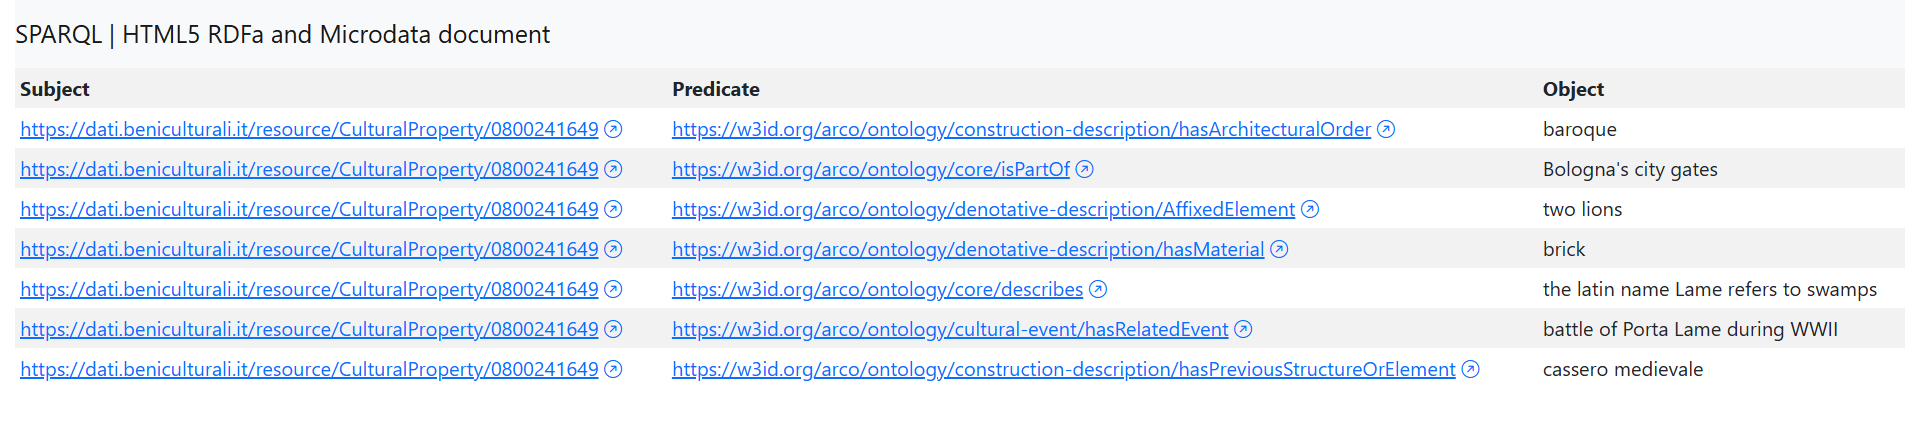 SPARQL | HTML5 RDFa and Microdata document
Subject Predicate Object
https://dati.beniculturali.it/resource/CulturalProperty/0800241649 https://w3id.org/arco/ontology/construction-description/hasArchitecturalOrder baroque
https://dati.beniculturali.it/resource/CulturalProperty/0800241649 https://w3id.org/arco/ontology/core/isPartOf Bologna's city gates
https://dati.beniculturali.it/resource/CulturalProperty/0800241649 https://w3id.org/arco/ontology/denotative-description/AffixedElement two lions
https://dati.beniculturali.it/resource/CulturalProperty/0800241649 https://w3id.org/arco/ontology/denotative-description/hasMaterial brick
https://dati.beniculturali.it/resource/CulturalProperty/0800241649 https://w3id.org/arco/ontology/core/describes the latin name Lame refers to swamps
https://dati.beniculturali.it/resource/CulturalProperty/0800241649 https://w3id.org/arco/ontology/cultural-event/hasRelatedEvent battle of Porta Lame during WWII
https://dati.beniculturali.it/resource/CulturalProperty/0800241649 https://w3id.org/arco/ontology/construction-description/hasPreviousStructureOrElement cassero medievale